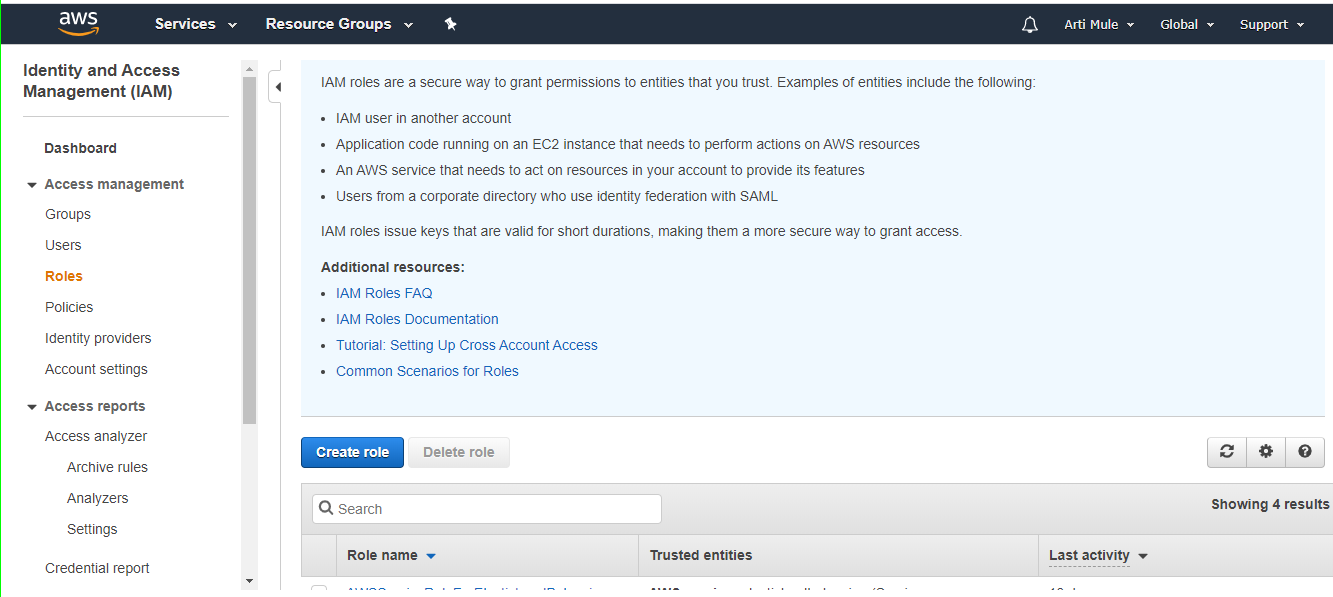 aws Services Resource Groups Arti Mule Global Support
Identity and Access
Management (IAM)
Dashboard
Access management
Groups
Users
Roles
Policies
Identity providers
Account settings
Access reports
Access analyzer
Archive rules
Analyzers
Settings
Credential report
IAM roles are a secure way to grant permissions to entities that you trust. Examples of entities include the following:
• IAM user in another account
• Application code running on an EC2 instance that needs to perform actions on AWS resources
• An AWS service that needs to act on resources in your account to provide its features
• Users from a corporate directory who use identity federation with SAML
IAM roles issue keys that are valid for short durations, making them a more secure way to grant access.
Additional resources:
• IAM Roles FAQ
• IAM Roles Documentation
• Tutorial: Setting Up Cross Account Access
• Common Scenarios for Roles
Create role Delete role
Search Showing 4 results
Role name Trusted entities Last activity